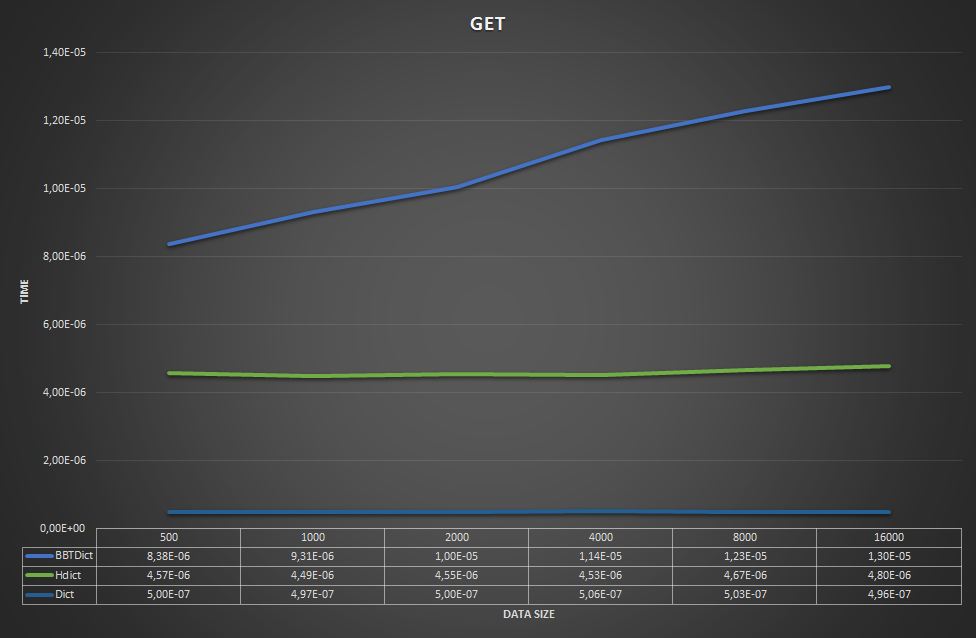 GET
1,40E-05
1,20E-05
1,00E-05
8,00E-06
6,00E-06
4,00E-06
2,00E-06
0,00E+00
TIME
500 1000 2000 4000 8000 16000
BBTDict 8,38E-06 9,31E-06 1,00E-05 1,14E-05 1,23E-05 1,30E-05
Hdict 4,57E-06 4,49E-06 4,55E-06 4,53E-06 4,67E-06 4,80E-06
Dict 5,00E-07 4,97E-07 5,00E-07 5,06E-07 5,03E-07 4,96E-07
DATA SIZE